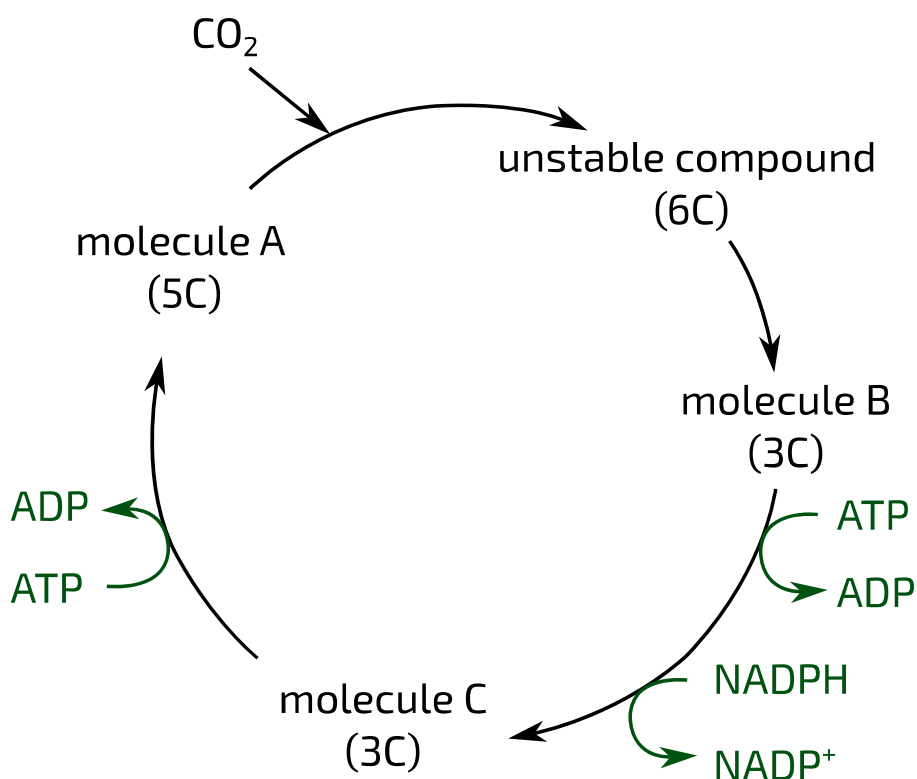 CO₂
unstable compound
(6C)
molecule A
(5C)
molecule B
(3C)
ADP
ATP
ATP
ADP
NADPH
molecule C
(3C)
NADP⁺